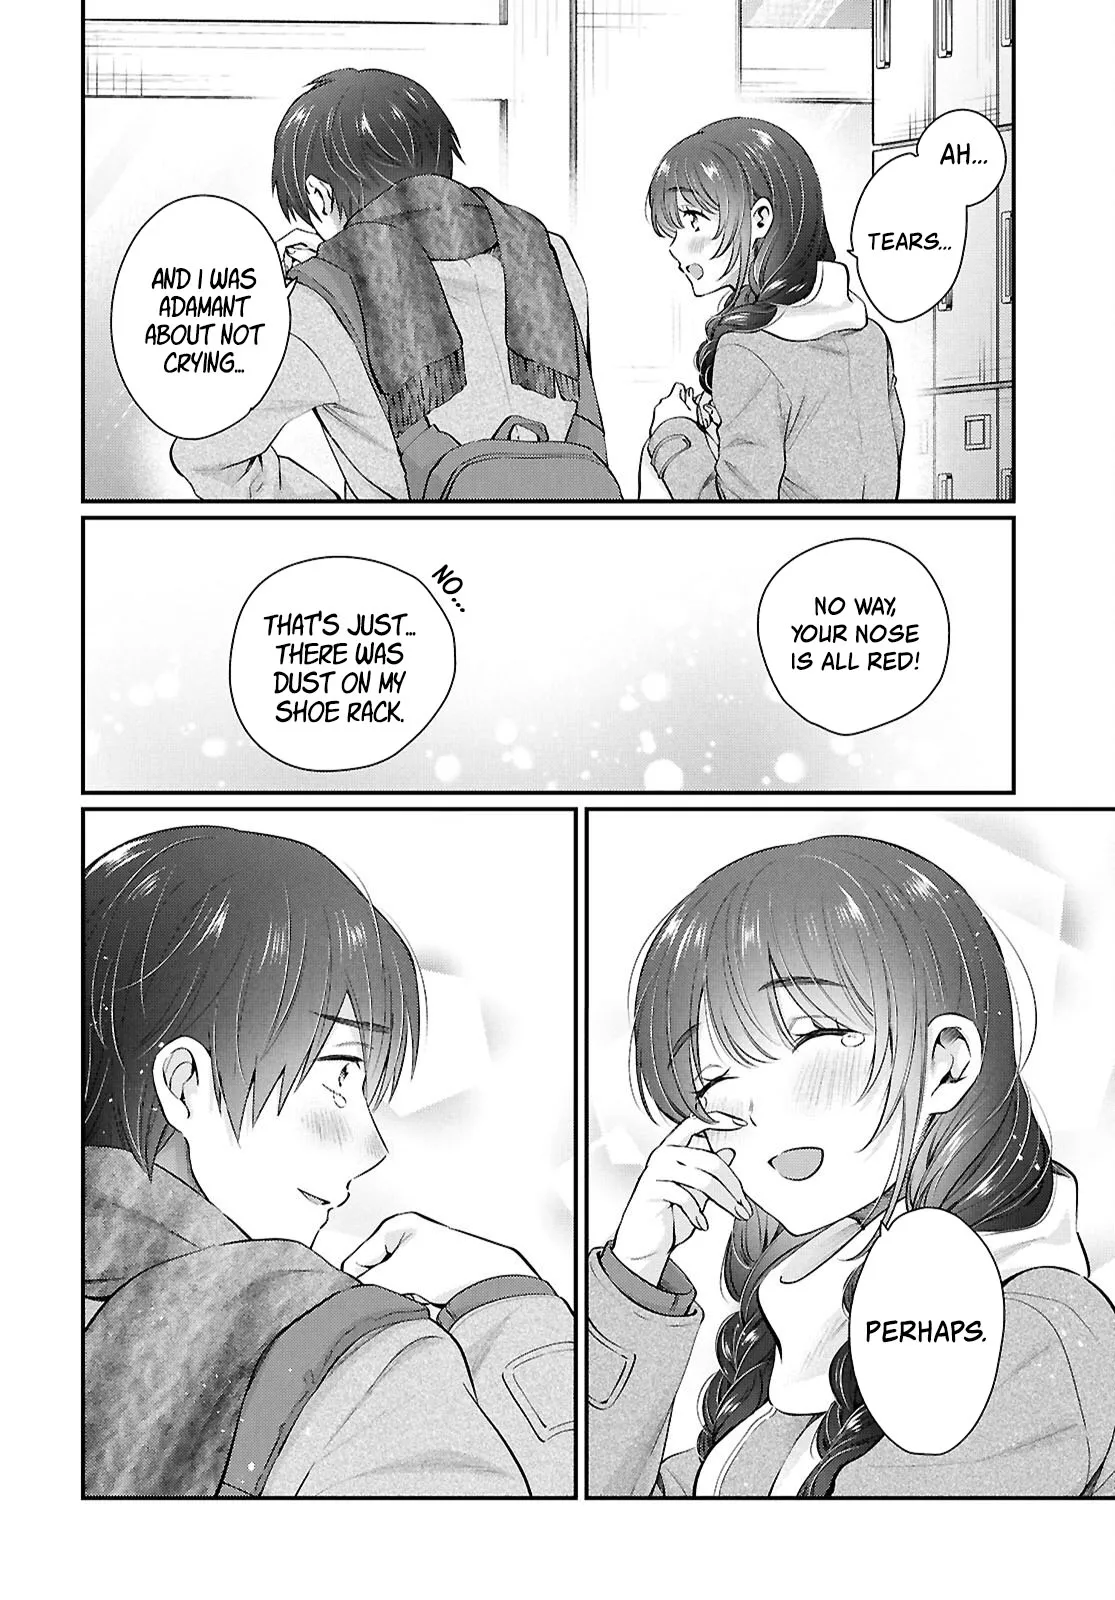 AH...
TEARS...
AND I WAS
ADAMANT
ABOUT NOT
CRYING...
NO WAY,
YOUR NOSE
IS ALL RED!
NO...
THAT'S JUST...
THERE WAS
DUST ON MY
SHOE RACK.
PERHAPS.